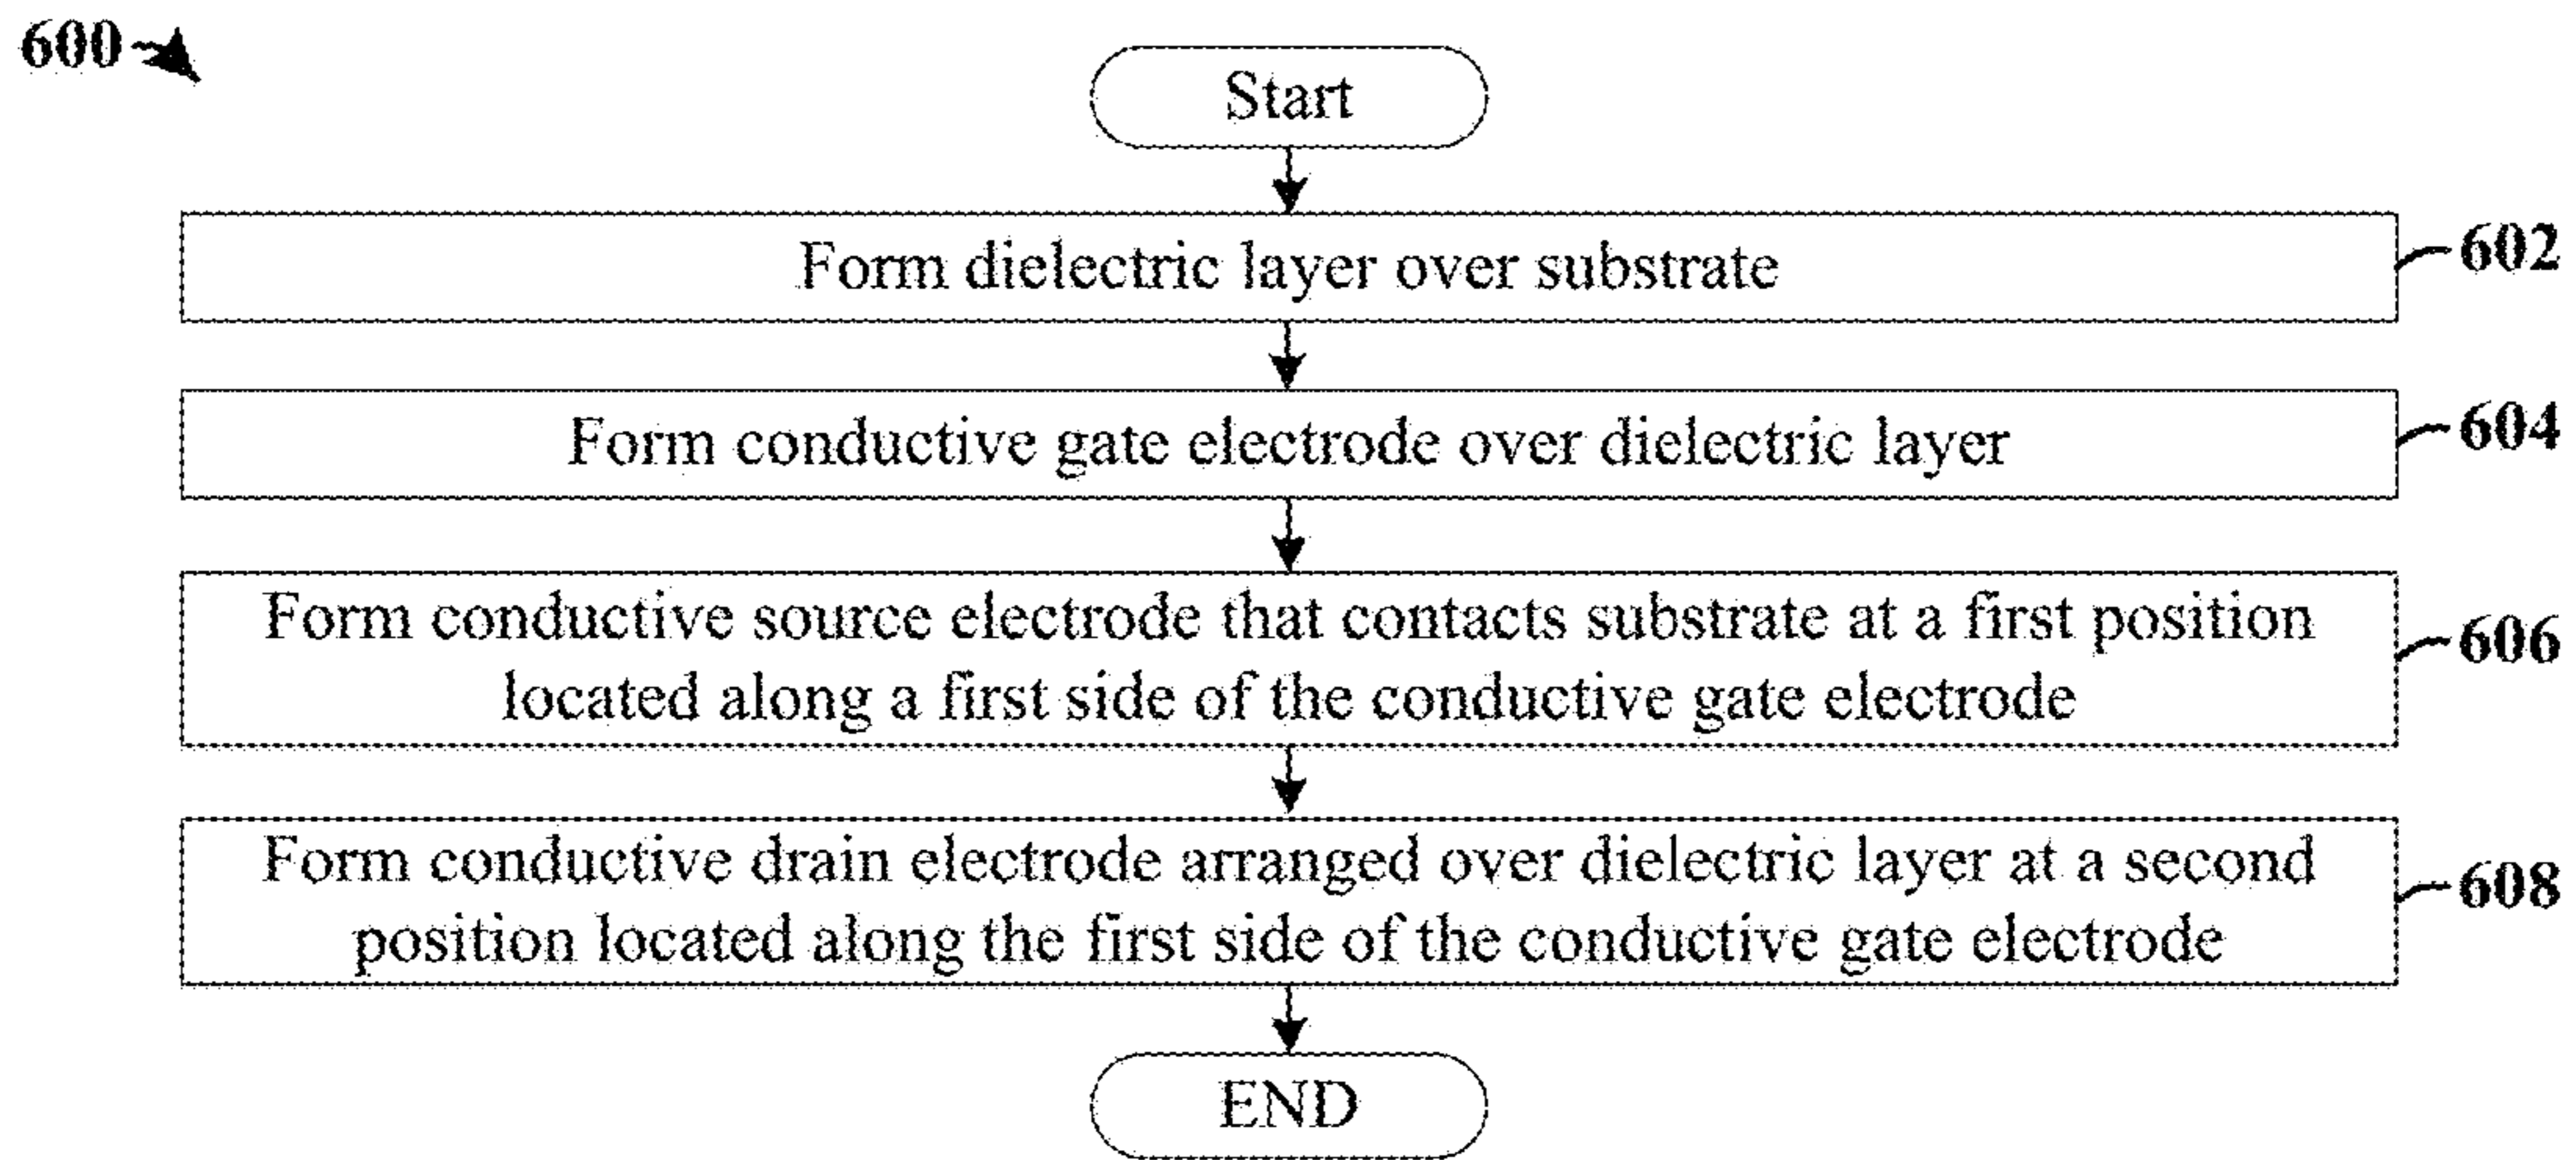 600
Start
Form dielectric layer over substrate
602
Form conductive gate electrode over dielectric layer
604
Form conductive source electrode that contacts substrate at a first position
located along a first side of the conductive gate electrode
606
Form conductive drain electrode arranged over dielectric layer at a second
position located along the first side of the conductive gate electrode
608
END